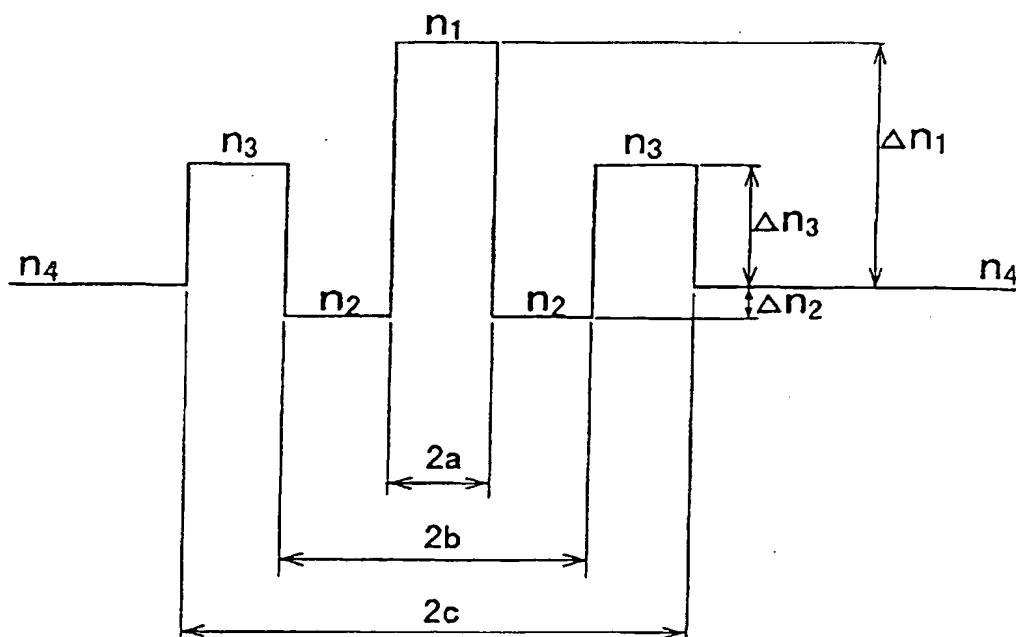 n₁
n₃ n₃ Δn₁
Δn₃
n₄ n₄
n₂ n₂ Δn₂
2a
2b
2c